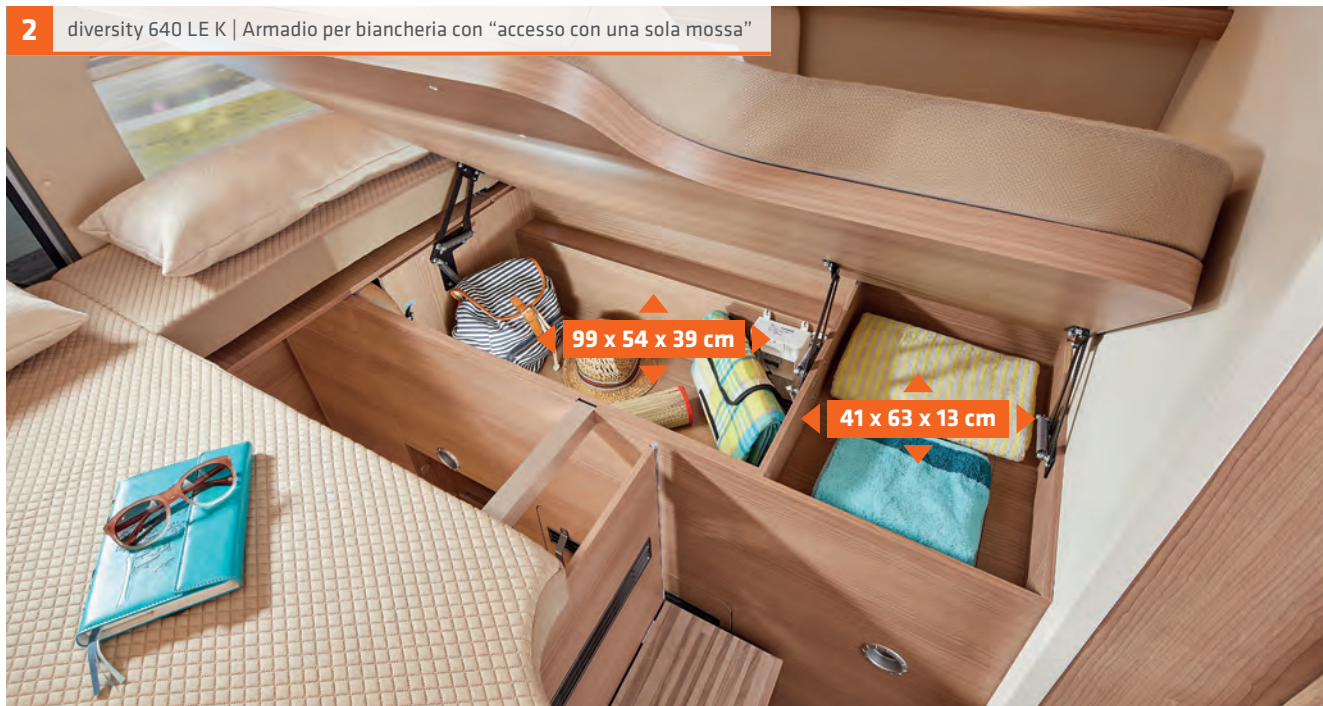 2 diversity 640 LE K | Armadio per biancheria con “accesso con una sola mossa”
99 x 54 x 39 cm
41 x 63 x 13 cm